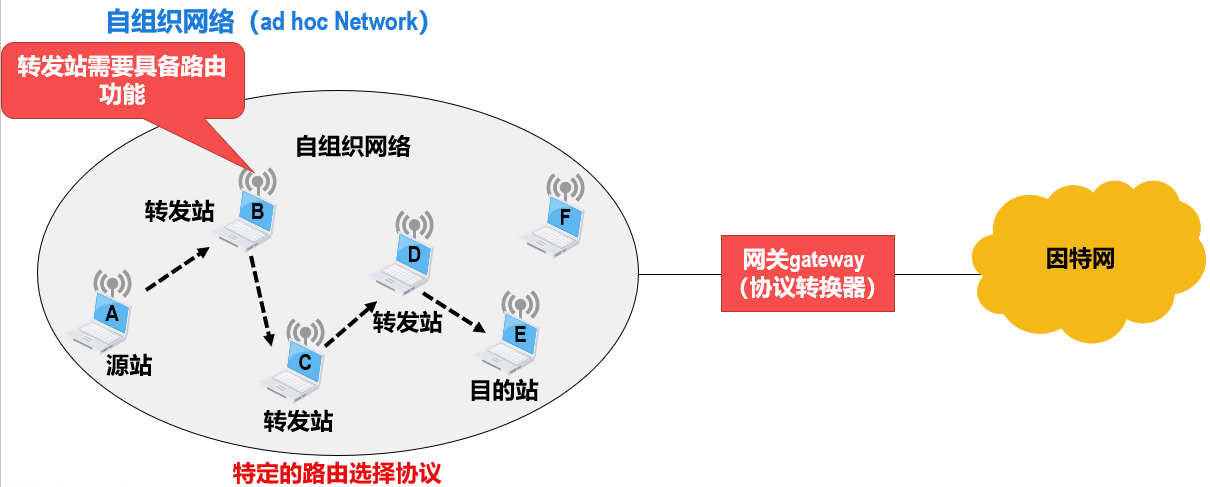 自组织网络（ad hoc Network）
转发站需要具备路由
功能
自组织网络
转发站
B
F
D
转发站
A
源站
C
转发站
E
目的站
特定的路由选择协议
网关gateway
（协议转换器）
因特网